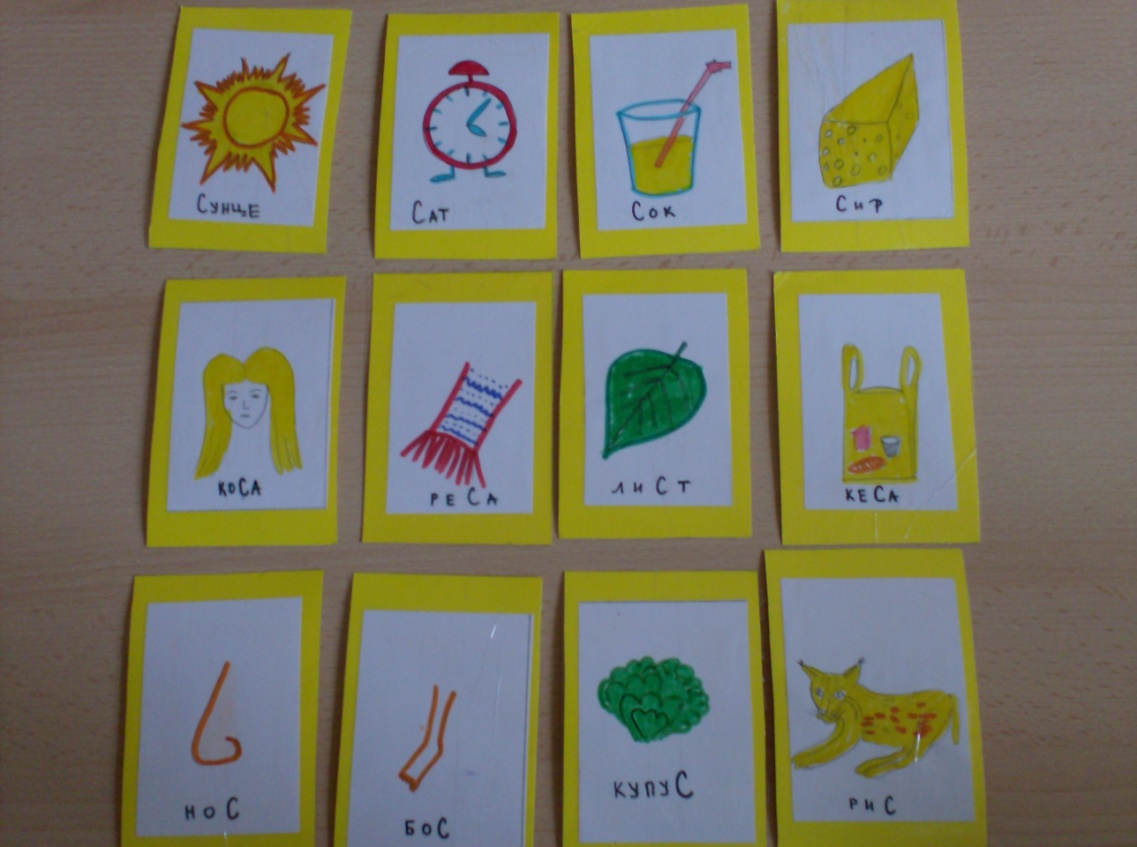 Сунце
Сат
Сок
Сир
коСа
реСа
лиСт
кеСа
ноС
боС
купуС
риС